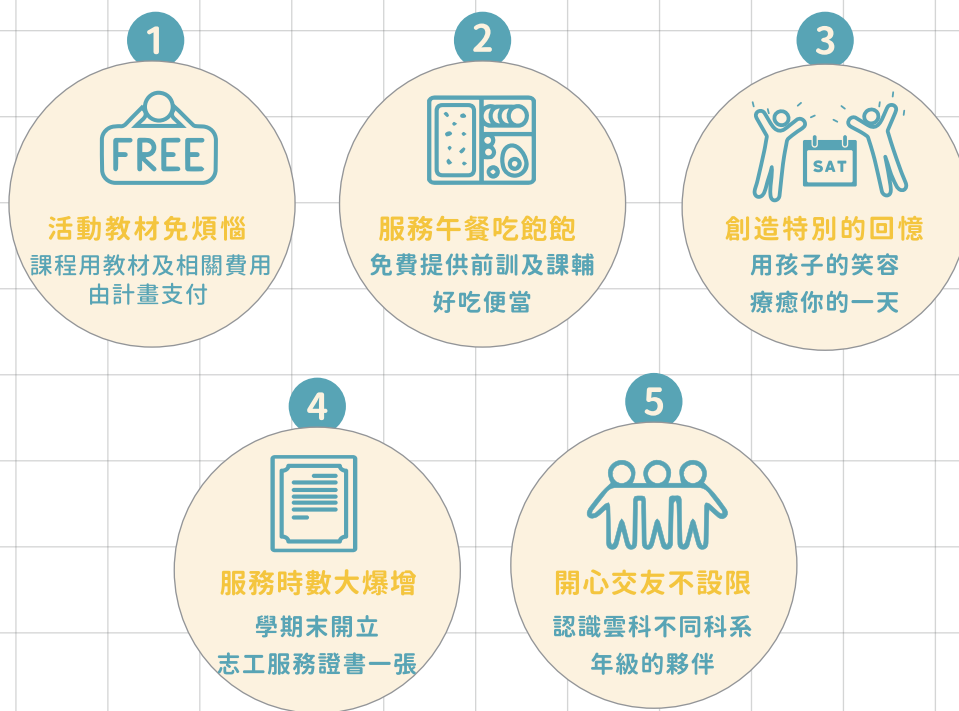 1
FREE
活動教材免煩惱
課程用教材及相關費用
由計畫支付
2
服務午餐吃飽飽
免費提供前訓及課輔
好吃便當
3
SAT
創造特別的回憶
用孩子的笑容
療癒你的一天
4
服務時數大爆增
學期末開立
志工服務證書一張
5
開心交友不設限
認識雲科不同科系
年級的夥伴